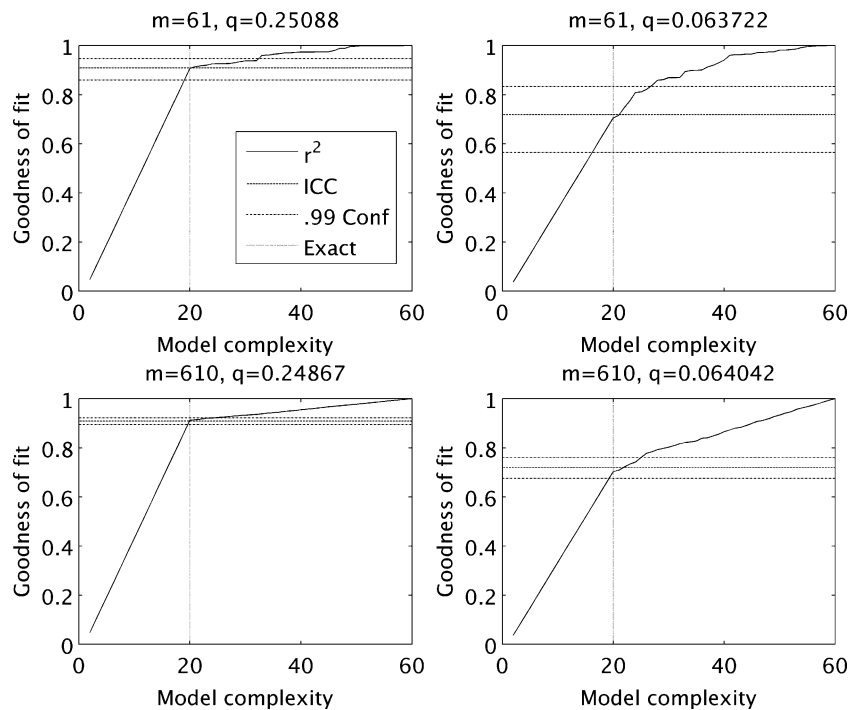 m=61, q=0.25088
1
0.8
0.6
0.4
0.2
0
Goodness of fit
r²
ICC
.99 Conf
Exact
0 20 40 60
Model complexity
m=61, q=0.063722
1
0.8
0.6
0.4
0.2
0
Goodness of fit
0 20 40 60
Model complexity
m=610, q=0.24867
1
0.8
0.6
0.4
0.2
0
Goodness of fit
0 20 40 60
Model complexity
m=610, q=0.064042
1
0.8
0.6
0.4
0.2
0
Goodness of fit
0 20 40 60
Model complexity